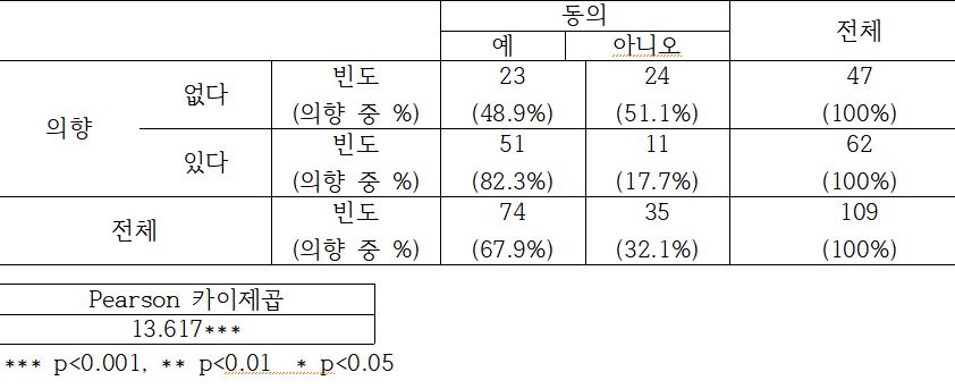 동의 전체
예 아니오
의향 없다 빈도 23 24 47
(의향 중 %) (48.9%) (51.1%) (100%)
있다 빈도 51 11 62
(의향 중 %) (82.3%) (17.7%) (100%)
전체 빈도 74 35 109
(의향 중 %) (67.9%) (32.1%) (100%)
Pearson 카이제곱
13.617***
*** p<0.001, ** p<0.01 * p<0.05